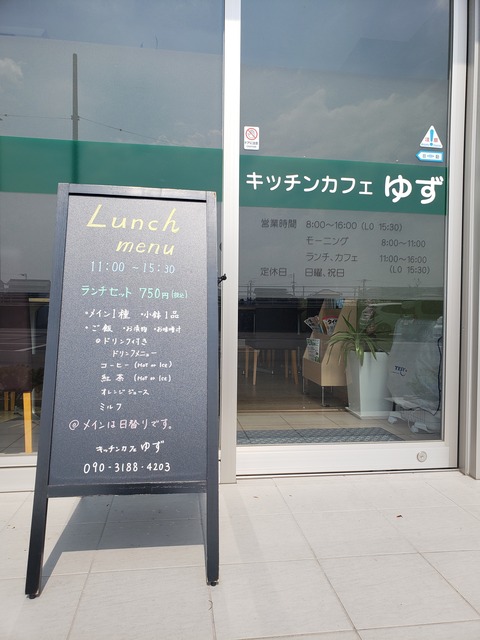 キッチンカフェ ゆず
営業時間 8:00〜16:00 (LO 15:30)
モーニング 8:00〜11:00
ランチ、カフェ 11:00〜16:00
(LO 15:30)
定休日 日曜、祝日
Lunch
menu
11:00 〜 15:30
ランチセット 750円(税込)
・メイン1種 ・小鉢1品
・ご飯 ・お漬物 ・お味噌汁
◎ドリンク付き
ドリンクメニュー
コーヒー (Hot or Ice)
紅茶 (Hot or Ice)
オレンジジュース
ミルク
◎メインは日替りです。
キッチンカフェ ゆず
090-3188-4203